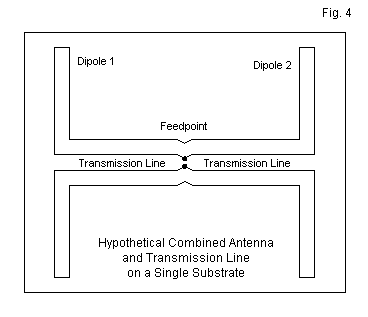 Fig. 4
Dipole 1
Dipole 2
Feedpoint
Transmission Line
Transmission Line
Hypothetical Combined Antenna
and Transmission Line
on a Single Substrate